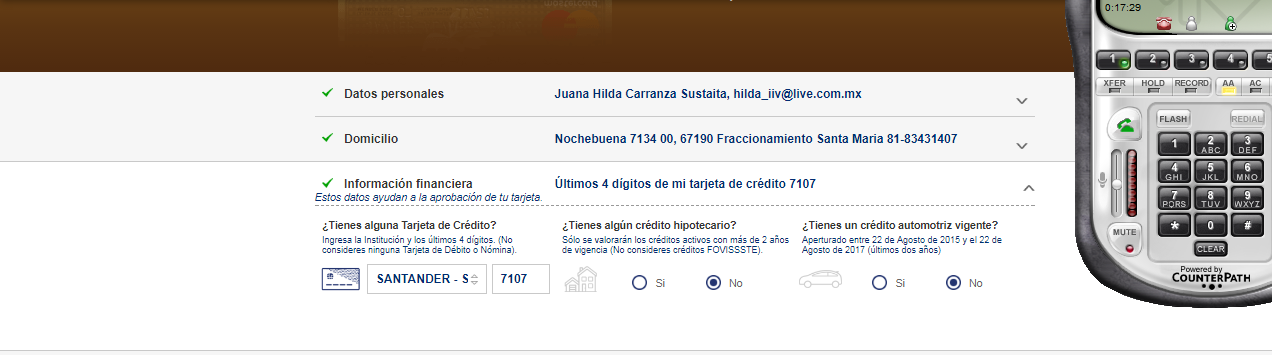 0:17:29
1 2 3 4 5
XFER HOLD RECORD AA AC
Datos personales Juana Hilda Carranza Sustaita, hilda_iiv@live.com.mx
FLASH REDIAL
Domicilio Nochebuena 7134 00, 67190 Fraccionamiento Santa Maria 81-83431407
1 2 ABC 3 DEF
Información financiera Últimos 4 dígitos de mi tarjeta de crédito 7107
4 GHI 5 JKL 6 MNO
Estos datos ayudan a la aprobación de tu tarjeta.
7 PQRS 8 TUV 9 WXYZ
¿Tienes alguna Tarjeta de Crédito?
Ingresa la Institución y los últimos 4 dígitos. (No
consideres ninguna Tarjeta de Débito o Nómina).
SANTANDER - S 7107
¿Tienes algún crédito hipotecario?
Sólo se valorarán los créditos activos con más de 2 años
de vigencia (No consideres créditos FOVISSSTE).
Si No
¿Tienes un crédito automotriz vigente?
Aperturado entre 22 de Agosto de 2015 y el 22 de
Agosto de 2017 (últimos dos años)
Si No
* 0 #
MUTE
CLEAR
Powered by
COUNTERPATH